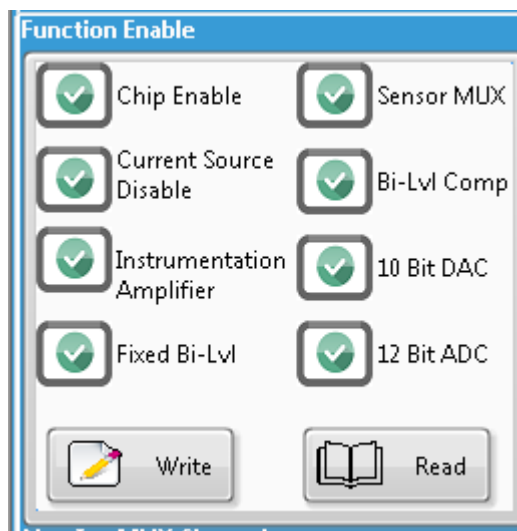 Function Enable
Chip Enable
Sensor MUX
Current Source
Disable
Bi-Lvl Comp
Instrumentation
Amplifier
10 Bit DAC
Fixed Bi-Lvl
12 Bit ADC
Write
Read